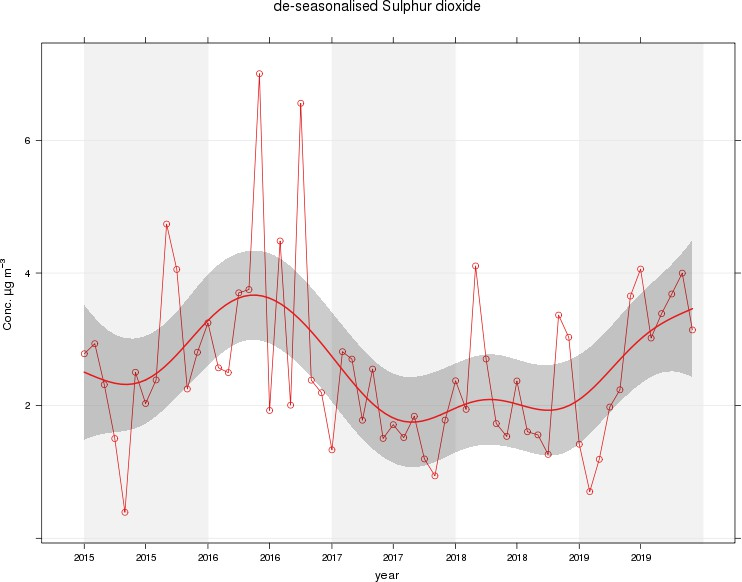 de-seasonalised Sulphur dioxide
6
4
2
Conc. µg m⁻³
2015 2015 2016 2016 2017 2017 2018 2018 2019 2019
year